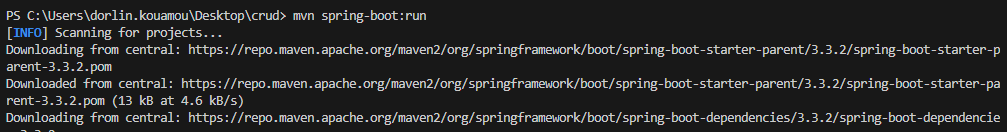 PS C:\Users\dorlin.kouamou\Desktop\crud> mvn spring-boot:run
[INFO] Scanning for projects...
Downloading from central: https://repo.maven.apache.org/maven2/org/springframework/boot/spring-boot-starter-parent/3.3.2/spring-boot-starter-p
arent-3.3.2.pom
Downloaded from central: https://repo.maven.apache.org/maven2/org/springframework/boot/spring-boot-starter-parent/3.3.2/spring-boot-starter-pa
rent-3.3.2.pom (13 kB at 4.6 kB/s)
Downloading from central: https://repo.maven.apache.org/maven2/org/springframework/boot/spring-boot-dependencies/3.3.2/spring-boot-dependencie